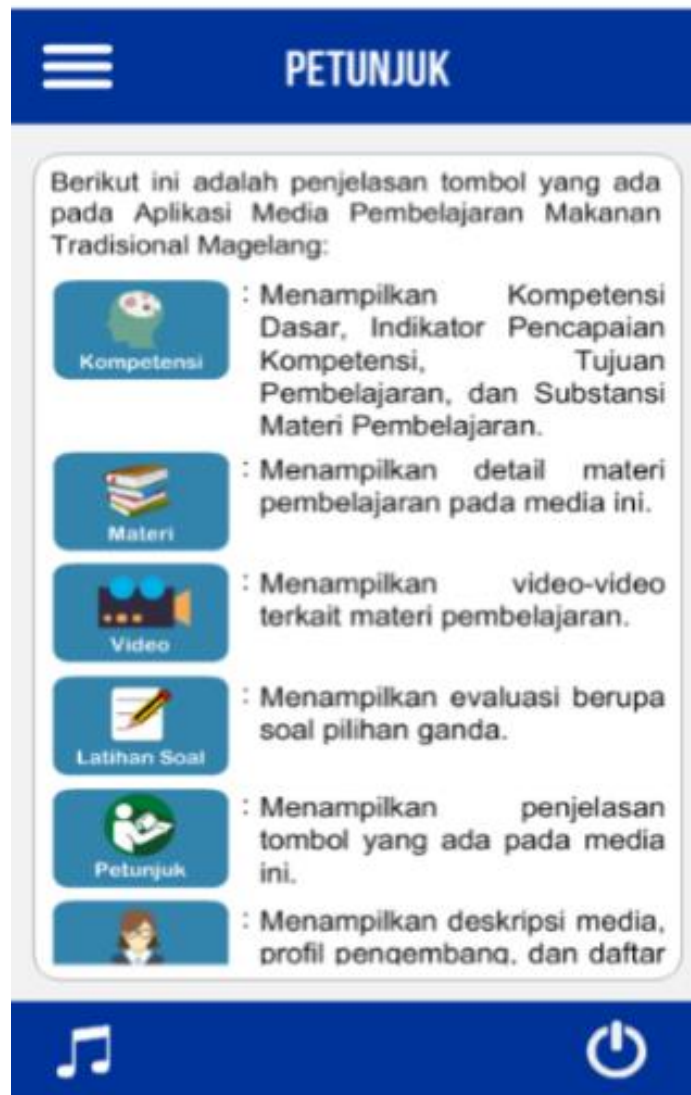 PETUNJUK
Berikut ini adalah penjelasan tombol yang ada
pada Aplikasi Media Pembelajaran Makanan
Tradisional Magelang:
Kompetensi
: Menampilkan Kompetensi
Dasar, Indikator Pencapaian
Kompetensi, Tujuan
Pembelajaran, dan Substansi
Materi Pembelajaran.
Materi
: Menampilkan detail materi
pembelajaran pada media ini.
Video
: Menampilkan video-video
terkait materi pembelajaran.
Latihan Soal
: Menampilkan evaluasi berupa
soal pilihan ganda.
Petunjuk
: Menampilkan penjelasan
tombol yang ada pada media
ini.
: Menampilkan deskripsi media,
profil pengembang, dan daftar